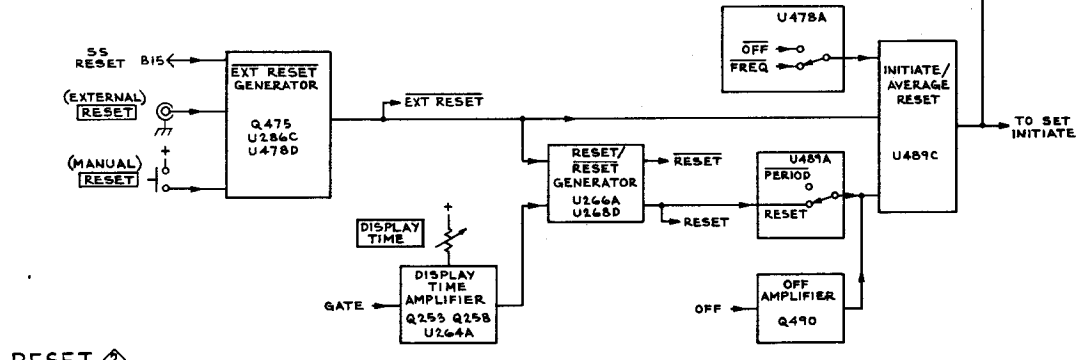 SS
RESET B15
(EXTERNAL)
RESET
(MANUAL)
RESET
+
EXT RESET
GENERATOR
Q475
U286C
U478D
EXT RESET
DISPLAY
TIME
+
GATE
DISPLAY
TIME
AMPLIFIER
Q253 Q258
U264A
RESET/
RESET
GENERATOR
U266A
U268D
RESET
RESET
U478A
OFF
FREQ
U489A
PERIOD
RESET
OFF
OFF
AMPLIFIER
Q490
INITIATE/
AVERAGE
RESET
U489C
TO SET
INITIATE
RESET